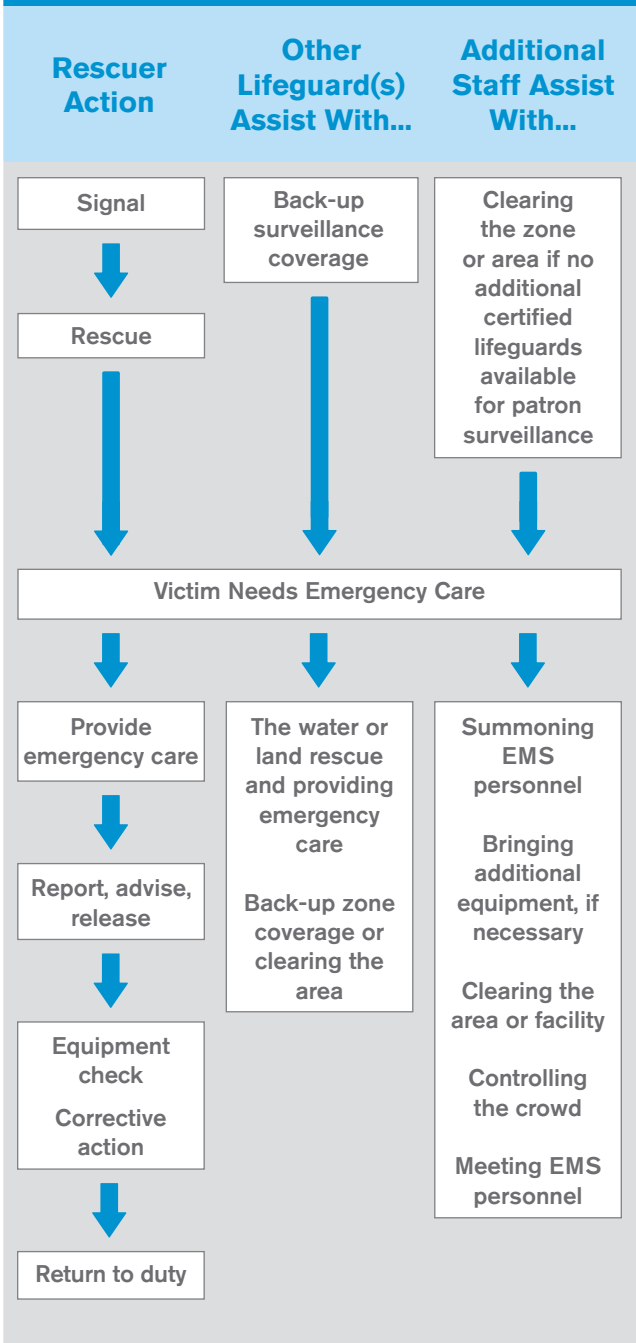 Rescuer
Action
Other
Lifeguard(s)
Assist With...
Additional
Staff Assist
With...
Signal
Rescue
Back-up
surveillance
coverage
Clearing
the zone
or area if no
additional
certified
lifeguards
available
for patron
surveillance
Victim Needs Emergency Care
Provide
emergency care
Report, advise,
release
Equipment
check
Corrective
action
Return to duty
The water or
land rescue
and providing
emergency
care
Back-up zone
coverage or
clearing the
area
Summoning
EMS
personnel
Bringing
additional
equipment, if
necessary
Clearing the
area or facility
Controlling
the crowd
Meeting EMS
personnel